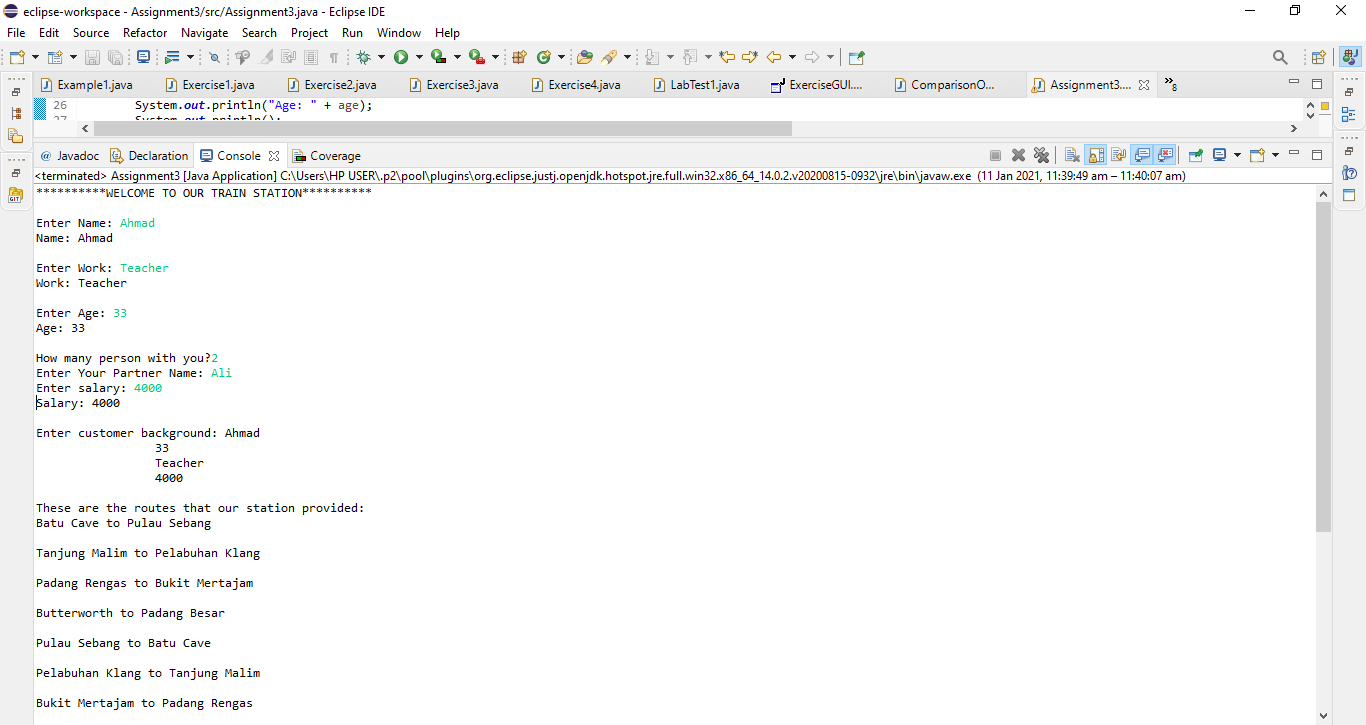 eclipse-workspace - Assignment3/src/Assignment3.java - Eclipse IDE
File Edit Source Refactor Navigate Search Project Run Window Help
Example1.java Exercise1.java Exercise2.java Exercise3.java Exercise4.java LabTest1.java ExerciseGUI.... ComparisonO... Assignment3.... »8
26 System.out.println("Age: " + age);
27 System.out.println();
@ Javadoc Declaration Console Coverage
<terminated> Assignment3 [Java Application] C:\Users\HP USER\.p2\pool\plugins\org.eclipse.justj.openjdk.hotspot.jre.full.win32.x86_64_14.0.2.v20200815-0932\jre\bin\javaw.exe (11 Jan 2021, 11:39:49 am – 11:40:07 am)
**********WELCOME TO OUR TRAIN STATION**********
Enter Name: Ahmad
Name: Ahmad
Enter Work: Teacher
Work: Teacher
Enter Age: 33
Age: 33
How many person with you?2
Enter Your Partner Name: Ali
Enter salary: 4000
Salary: 4000
Enter customer background: Ahmad
33
Teacher
4000
These are the routes that our station provided:
Batu Cave to Pulau Sebang
Tanjung Malim to Pelabuhan Klang
Padang Rengas to Bukit Mertajam
Butterworth to Padang Besar
Pulau Sebang to Batu Cave
Pelabuhan Klang to Tanjung Malim
Bukit Mertajam to Padang Rengas